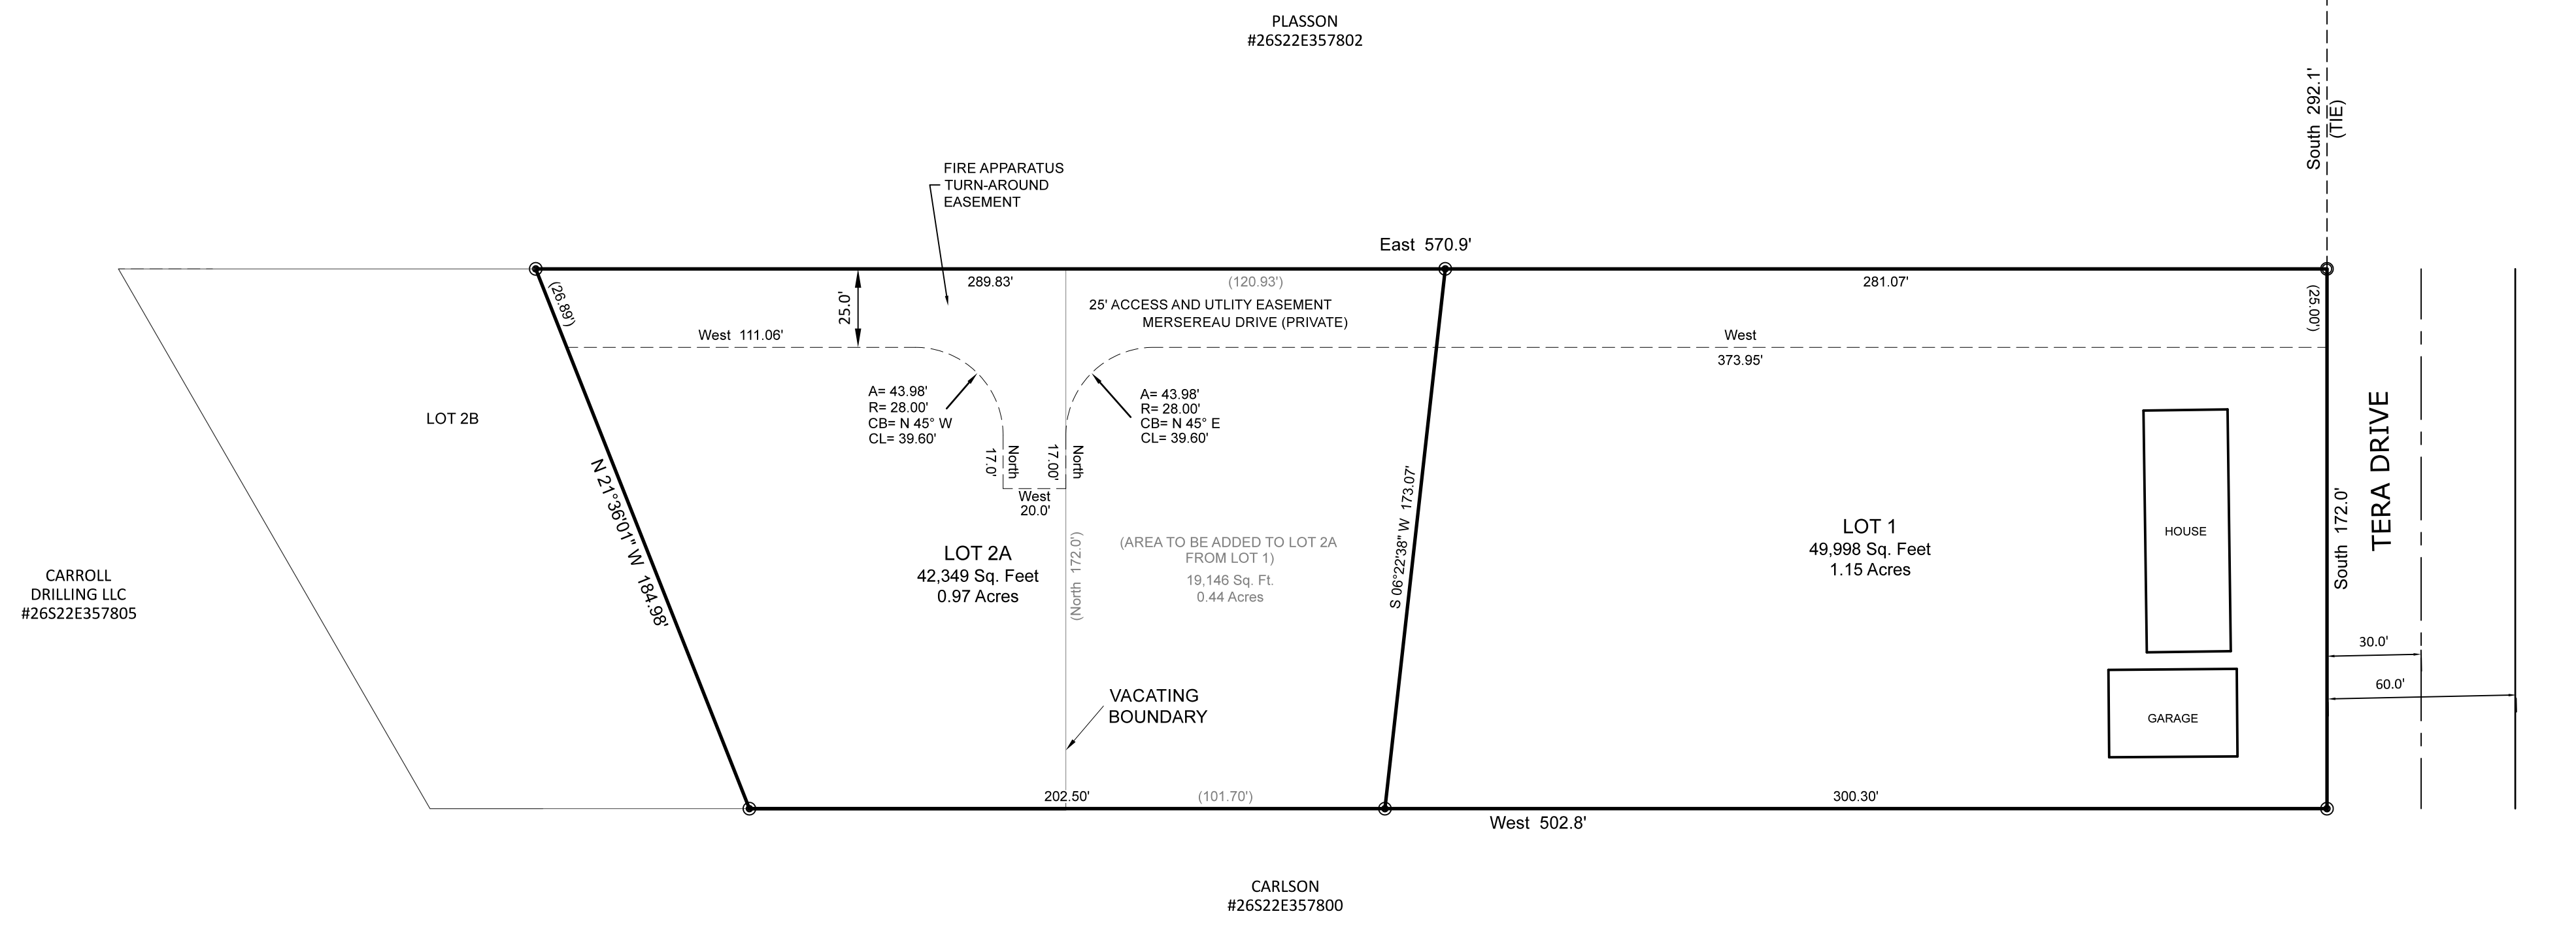 PLASSON
#26S22E357802
South 292.1'
(TIE)
FIRE APPARATUS
TURN-AROUND
EASEMENT
East 570.9'
289.83'
(120.93')
281.07'
(26.89')
25.0'
25' ACCESS AND UTLITY EASEMENT
MERSEREAU DRIVE (PRIVATE)
(25.00')
West 111.06'
West
373.95'
A= 43.98'
R= 28.00'
CB= N 45° W
CL= 39.60'
A= 43.98'
R= 28.00'
CB= N 45° E
CL= 39.60'
LOT 2B
North
17.0'
North
17.00'
West
20.0'
N 21°36'01" W 184.98'
S 06°22'38" W 173.07'
TERA DRIVE
South 172.0'
HOUSE
LOT 2A
42,349 Sq. Feet
0.97 Acres
(North 172.0')
(AREA TO BE ADDED TO LOT 2A
FROM LOT 1)
19,146 Sq. Ft.
0.44 Acres
LOT 1
49,998 Sq. Feet
1.15 Acres
CARROLL
DRILLING LLC
#26S22E357805
30.0'
60.0'
VACATING
BOUNDARY
GARAGE
202.50'
(101.70')
300.30'
West 502.8'
CARLSON
#26S22E357800